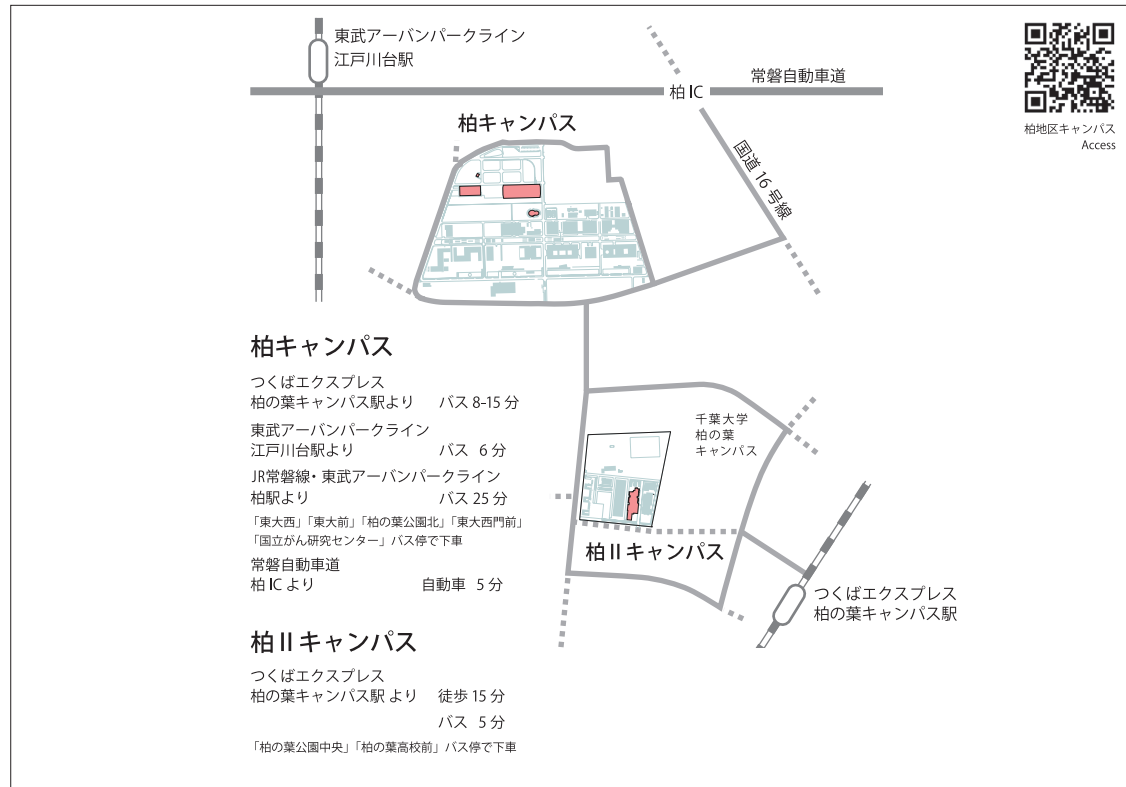 東武アーバンパークライン
江戸川台駅
常磐自動車道
柏 IC
柏地区キャンパス
Access
柏キャンパス
国道 16 号線
柏キャンパス
つくばエクスプレス
柏の葉キャンパス駅より バス 8-15 分
東武アーバンパークライン
江戸川台駅より バス 6 分
JR常磐線・東武アーバンパークライン
柏駅より バス 25 分
「東大西」「東大前」「柏の葉公園北」「東大西門前」
「国立がん研究センター」バス停で下車
常磐自動車道
柏 IC より 自動車 5 分
千葉大学
柏の葉
キャンパス
柏 II キャンパス
つくばエクスプレス
柏の葉キャンパス駅
柏 II キャンパス
つくばエクスプレス
柏の葉キャンパス駅 より 徒歩 15 分
バス 5 分
「柏の葉公園中央」「柏の葉高校前」バス停で下車